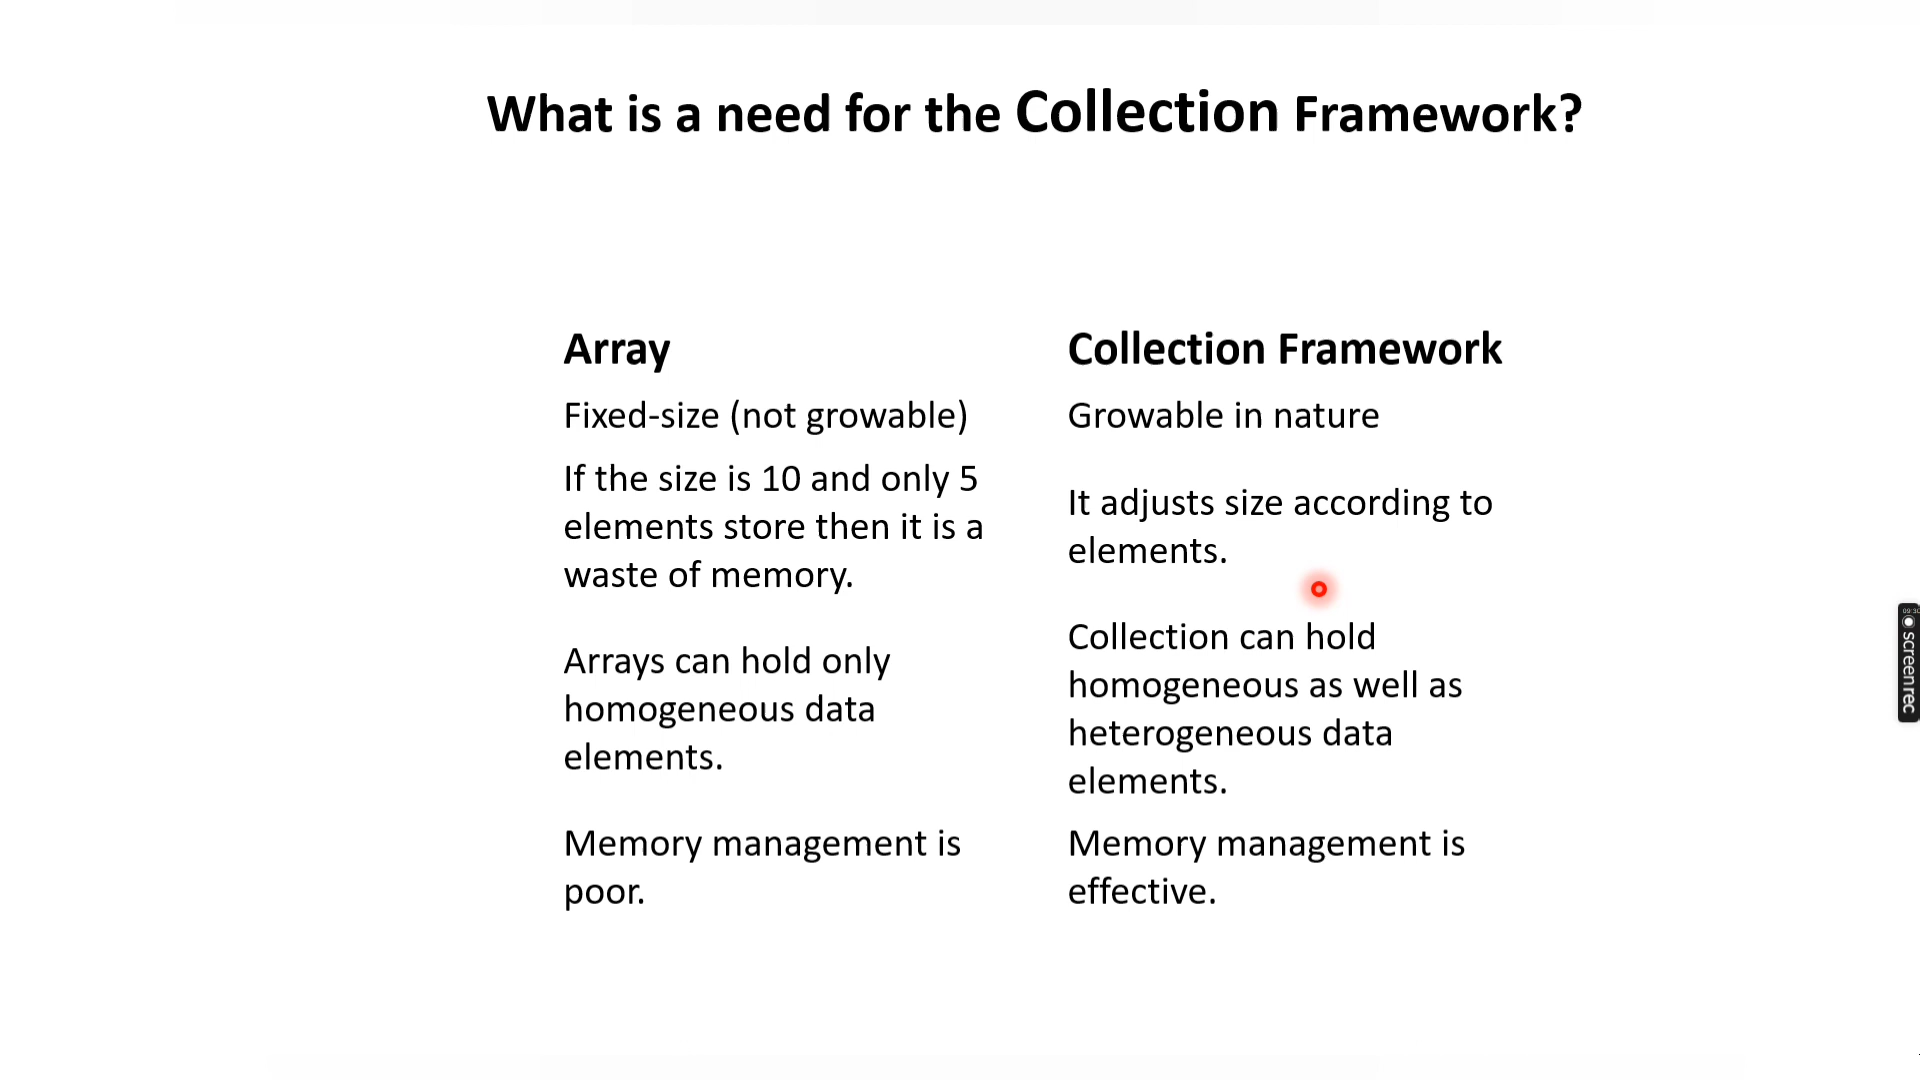 What is a need for the Collection Framework?
Array
Collection Framework
Fixed-size (not growable)
Growable in nature
If the size is 10 and only 5
elements store then it is a
waste of memory.
It adjusts size according to
elements.
Arrays can hold only
homogeneous data
elements.
Collection can hold
homogeneous as well as
heterogeneous data
elements.
Memory management is
poor.
Memory management is
effective.
screenrec